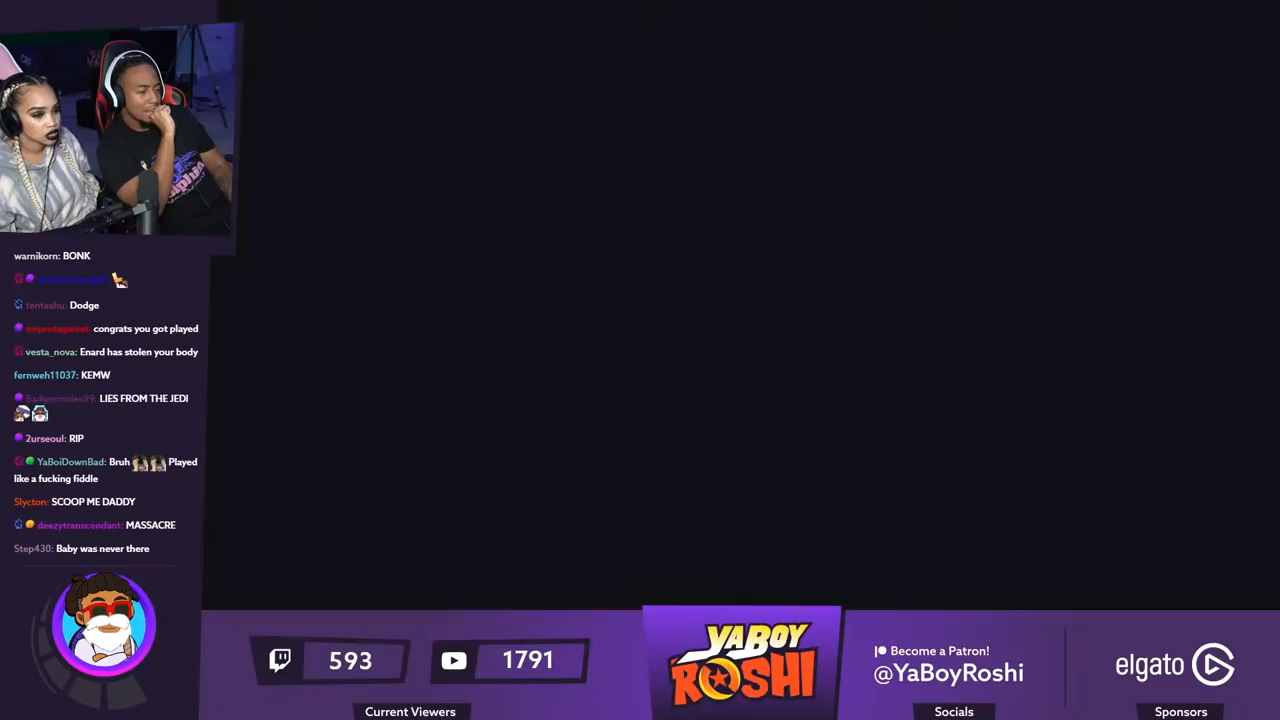 warnikorn: BONK
tentashu: Dodge
mrprotagonist: congrats you got played
vesta_nova: Enard has stolen your body
fernweh11037: KEMW
Badgermoles99: LIES FROM THE JEDI
2urseoul: RIP
YaBoiDownBad: Bruh Played
like a fucking fiddle
Slycton: SCOOP ME DADDY
deezytranscendant: MASSACRE
Step430: Baby was never there
593
1791
Current Viewers
YABOY
ROSHI
Become a Patron!
@YaBoyRoshi
Socials
elgato
Sponsors